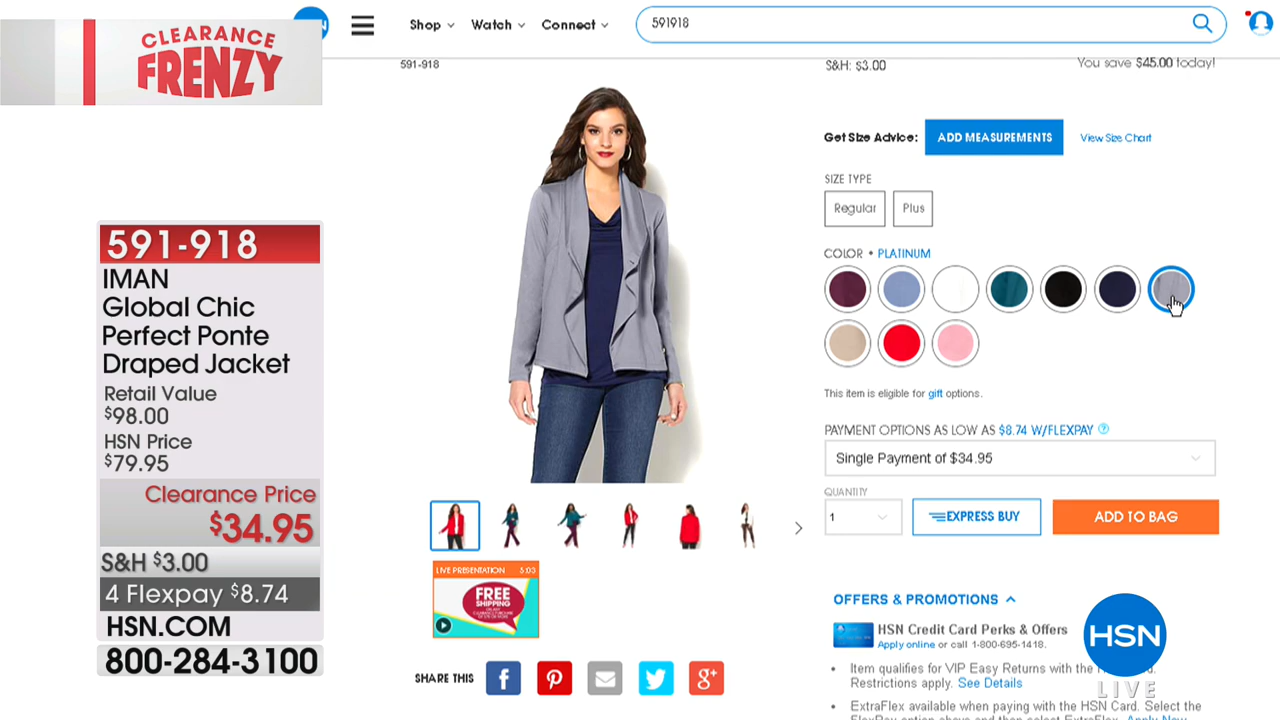 CLEARANCE
FRENZY
Shop
Watch
Connect
591918
591-918
S&H: $3.00
You save $45.00 today!
Get Size Advice:
ADD MEASUREMENTS
View Size Chart
SIZE TYPE
Regular
Plus
COLOR • PLATINUM
This item is eligible for gift options.
PAYMENT OPTIONS AS LOW AS $8.74 W/FLEXPAY
Single Payment of $34.95
QUANTITY
1
EXPRESS BUY
ADD TO BAG
591-918
IMAN
Global Chic
Perfect Ponte
Draped Jacket
Retail Value
$98.00
HSN Price
$79.95
Clearance Price
$34.95
S&H $3.00
4 Flexpay $8.74
HSN.COM
800-284-3100
LIVE PRESENTATION 5:03
FREE
SHIPPING
SHARE THIS
OFFERS & PROMOTIONS
HSN Credit Card Perks & Offers
Apply online or call 1-800-695-1418.
• Item qualifies for VIP Easy Returns with the
Restrictions apply. See Details
• ExtraFlex available when paying with the HSN Card. Select the
HSN
LIVE